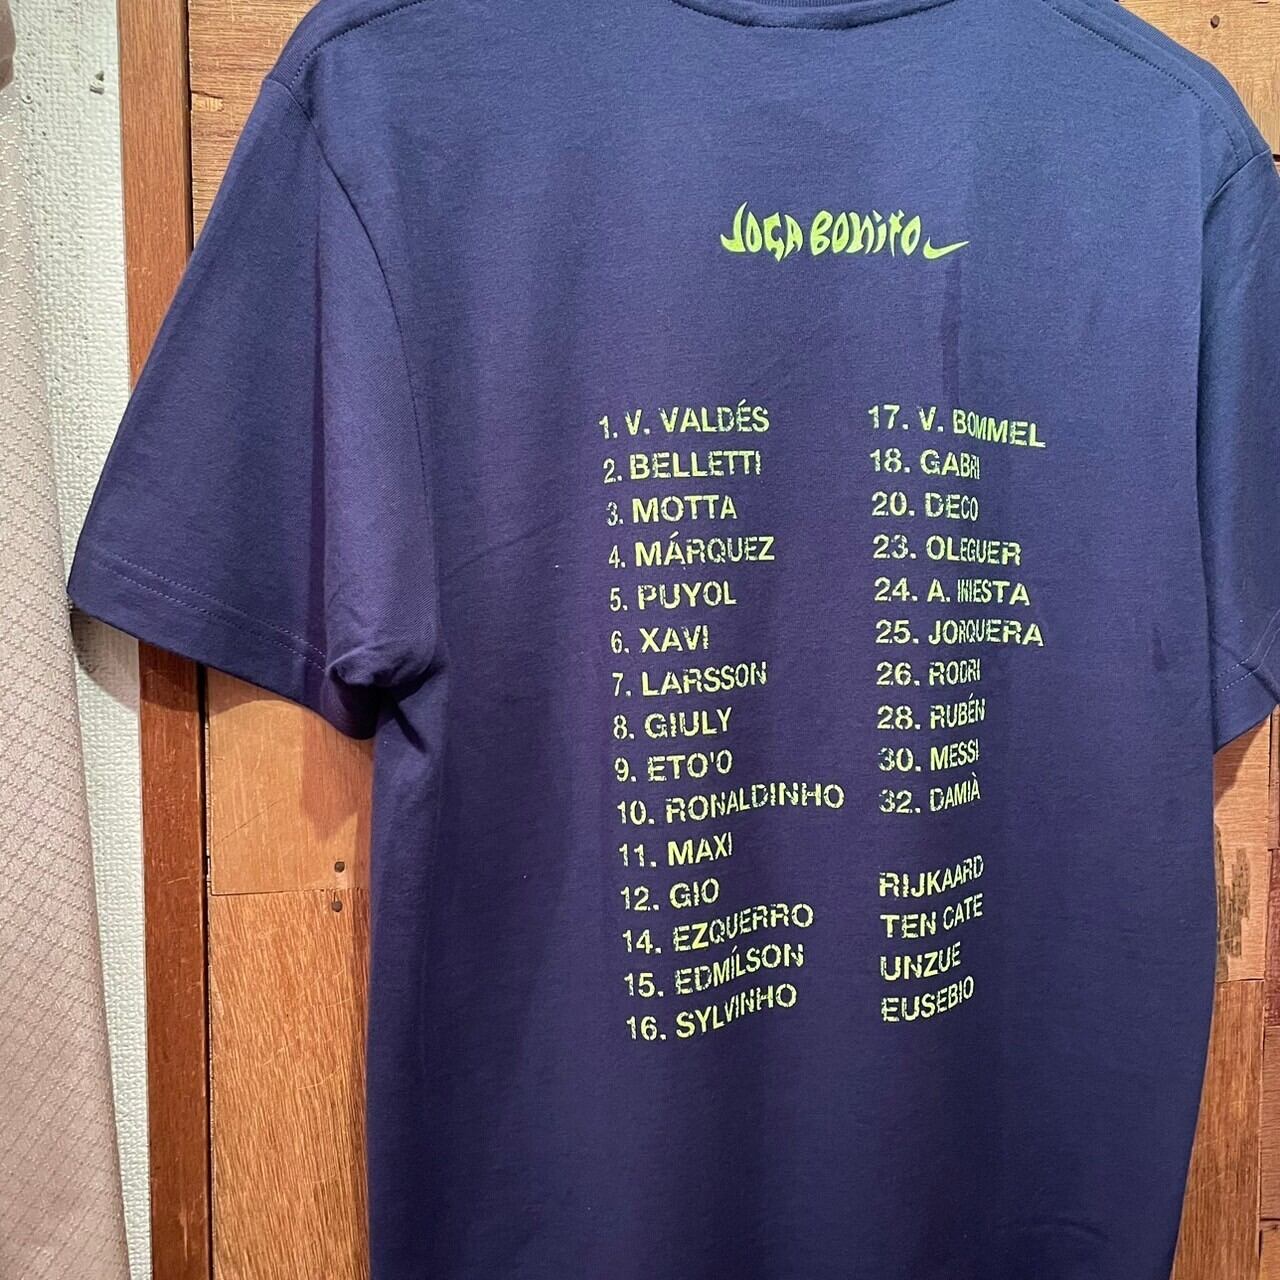 JOGA BONITO
1. V. VALDÉS
2. BELLETTI
3. MOTTA
4. MÁRQUEZ
5. PUYOL
6. XAVI
7. LARSSON
8. GIULY
9. ETO'O
10. RONALDINHO
11. MAXI
12. GIO
14. EZQUERRO
15. EDMÍLSON
16. SYLVINHO
17. V. BOMMEL
18. GABRI
20. DECO
23. OLEGUER
24. A. INIESTA
25. JORQUERA
26. RODRI
28. RUBÉN
30. MESSI
32. DAMIÀ
RIJKAARD
TEN CATE
UNZUE
EUSEBIO